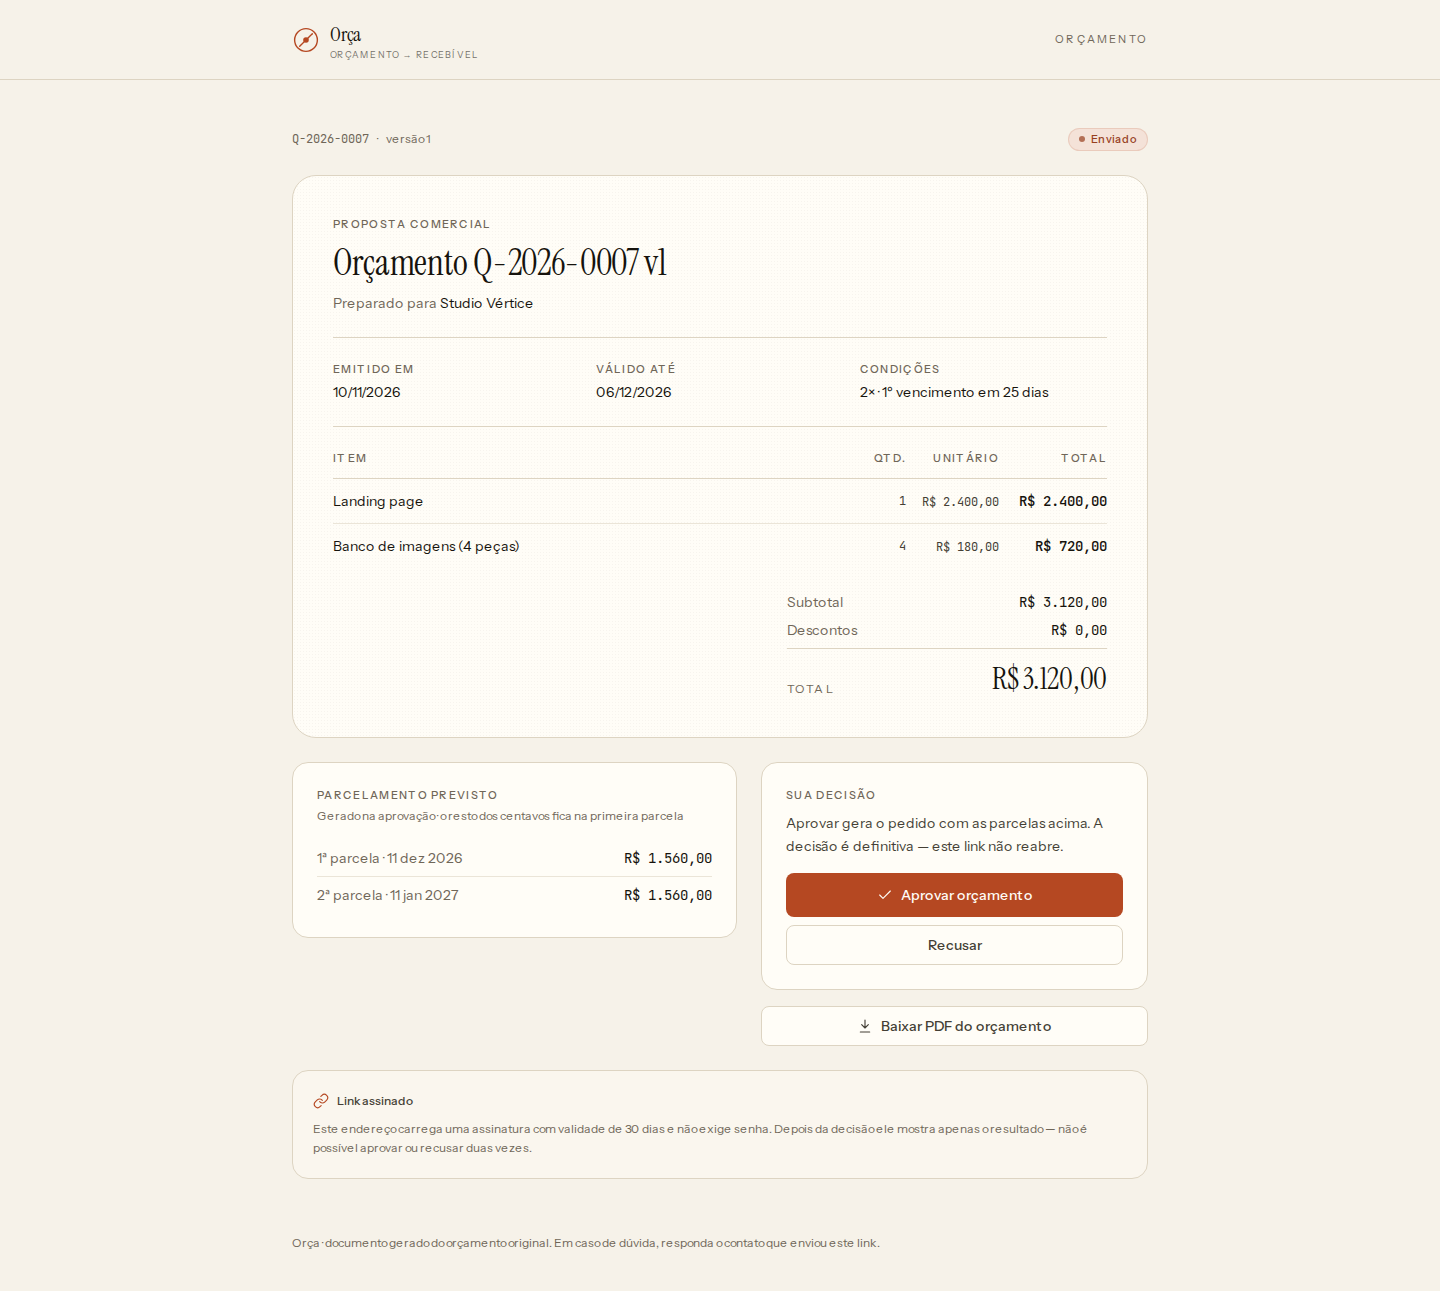 Orça
ORÇAMENTO → RECEBÍVEL
ORÇAMENTO
Q-2026-0007 · versão 1
Enviado
PROPOSTA COMERCIAL
Orçamento Q-2026-0007 v1
Preparado para Studio Vértice
EMITIDO EM
10/11/2026
VÁLIDO ATÉ
06/12/2026
CONDIÇÕES
2× · 1º vencimento em 25 dias
ITEM QTD. UNITÁRIO TOTAL
Landing page 1 R$ 2.400,00 R$ 2.400,00
Banco de imagens (4 peças) 4 R$ 180,00 R$ 720,00
Subtotal R$ 3.120,00
Descontos R$ 0,00
TOTAL R$ 3.120,00
PARCELAMENTO PREVISTO
Gerado na aprovação · o resto dos centavos fica na primeira parcela
1ª parcela · 11 dez 2026 R$ 1.560,00
2ª parcela · 11 jan 2027 R$ 1.560,00
SUA DECISÃO
Aprovar gera o pedido com as parcelas acima. A
decisão é definitiva — este link não reabre.
Aprovar orçamento
Recusar
Baixar PDF do orçamento
Link assinado
Este endereço carrega uma assinatura com validade de 30 dias e não exige senha. Depois da decisão ele mostra apenas o resultado — não é
possível aprovar ou recusar duas vezes.
Orça · documento gerado do orçamento original. Em caso de dúvida, responda o contato que enviou este link.